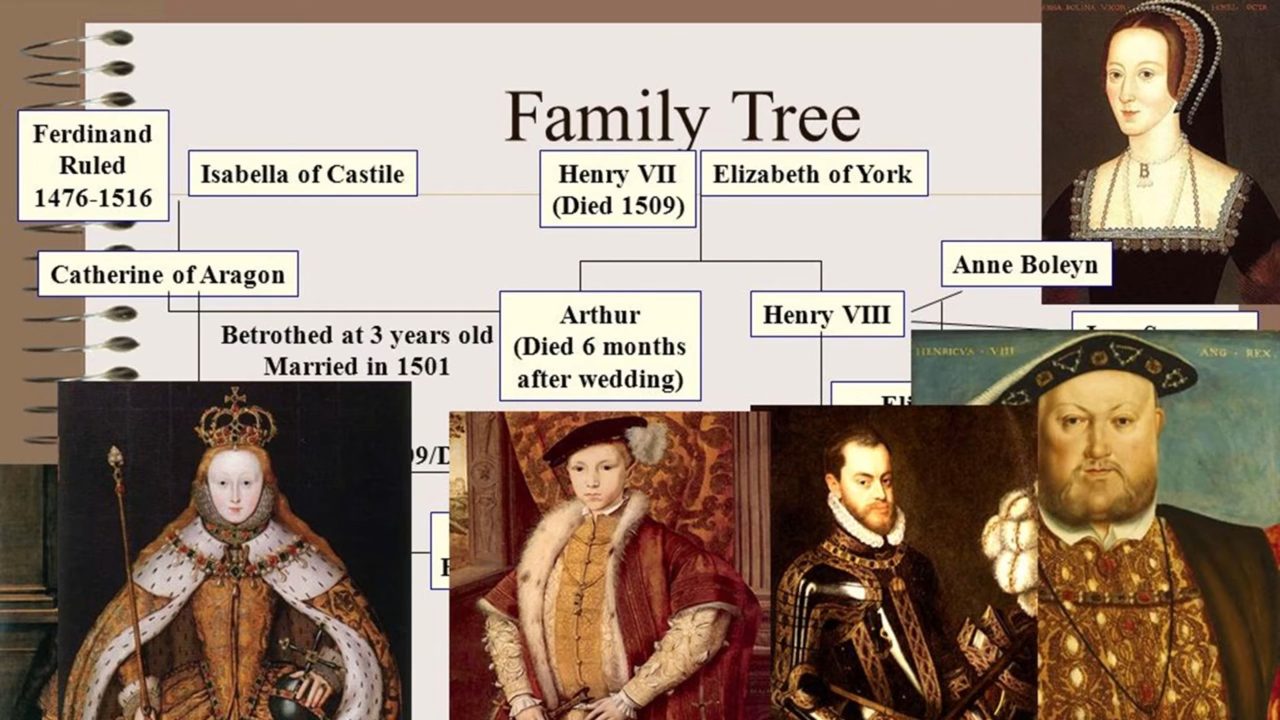 Family Tree
Ferdinand
Ruled
1476-1516
Isabella of Castile
Henry VII
(Died 1509)
Elizabeth of York
Catherine of Aragon
Anne Boleyn
Arthur
(Died 6 months
after wedding)
Henry VIII
Betrothed at 3 years old
Married in 1501
HENRICVS · VIII
ANG · REX
B